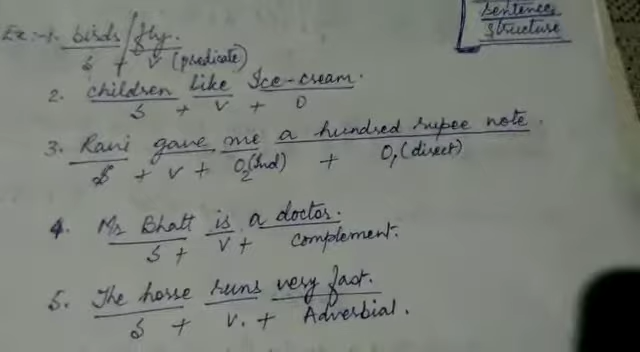 Sentence
structure
Ex:-1. birds / fly.
S + V (predicate)
2. children like Ice-cream.
S + V + O
3. Rani gave me a hundred rupee note.
S + V + O2 (Ind) + O1 (direct)
4. Mr Bhatt is a doctor.
S + V + complement.
5. The horse runs very fast.
S + V. + Adverbial.